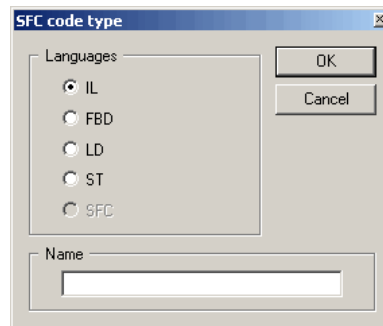 SFC code type
Languages
IL
FBD
LD
ST
SFC
OK
Cancel
Name